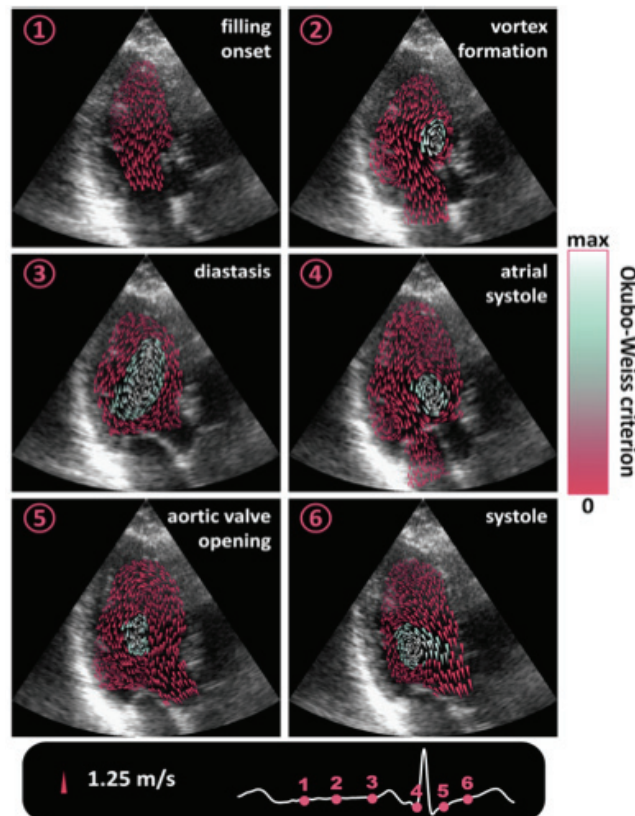 ① filling
onset
② vortex
formation
③ diastasis
④ atrial
systole
⑤ aortic valve
opening
⑥ systole
max
Okubo-Weiss criterion
0
1.25 m/s
1 2 3 4 5 6